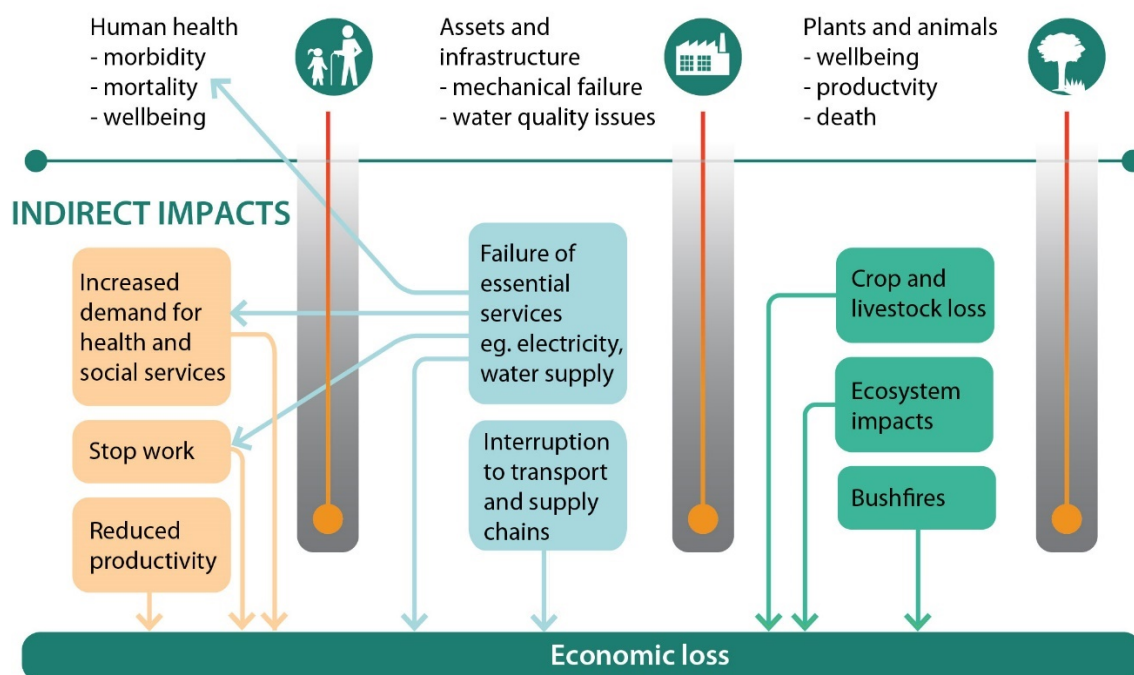 Human health
- morbidity
- mortality
- wellbeing
Assets and
infrastructure
- mechanical failure
- water quality issues
Plants and animals
- wellbeing
- productvity
- death
INDIRECT IMPACTS
Increased
demand for
health and
social services
Stop work
Reduced
productivity
Failure of
essential
services
eg. electricity,
water supply
Interruption
to transport
and supply
chains
Crop and
livestock loss
Ecosystem
impacts
Bushfires
Economic loss